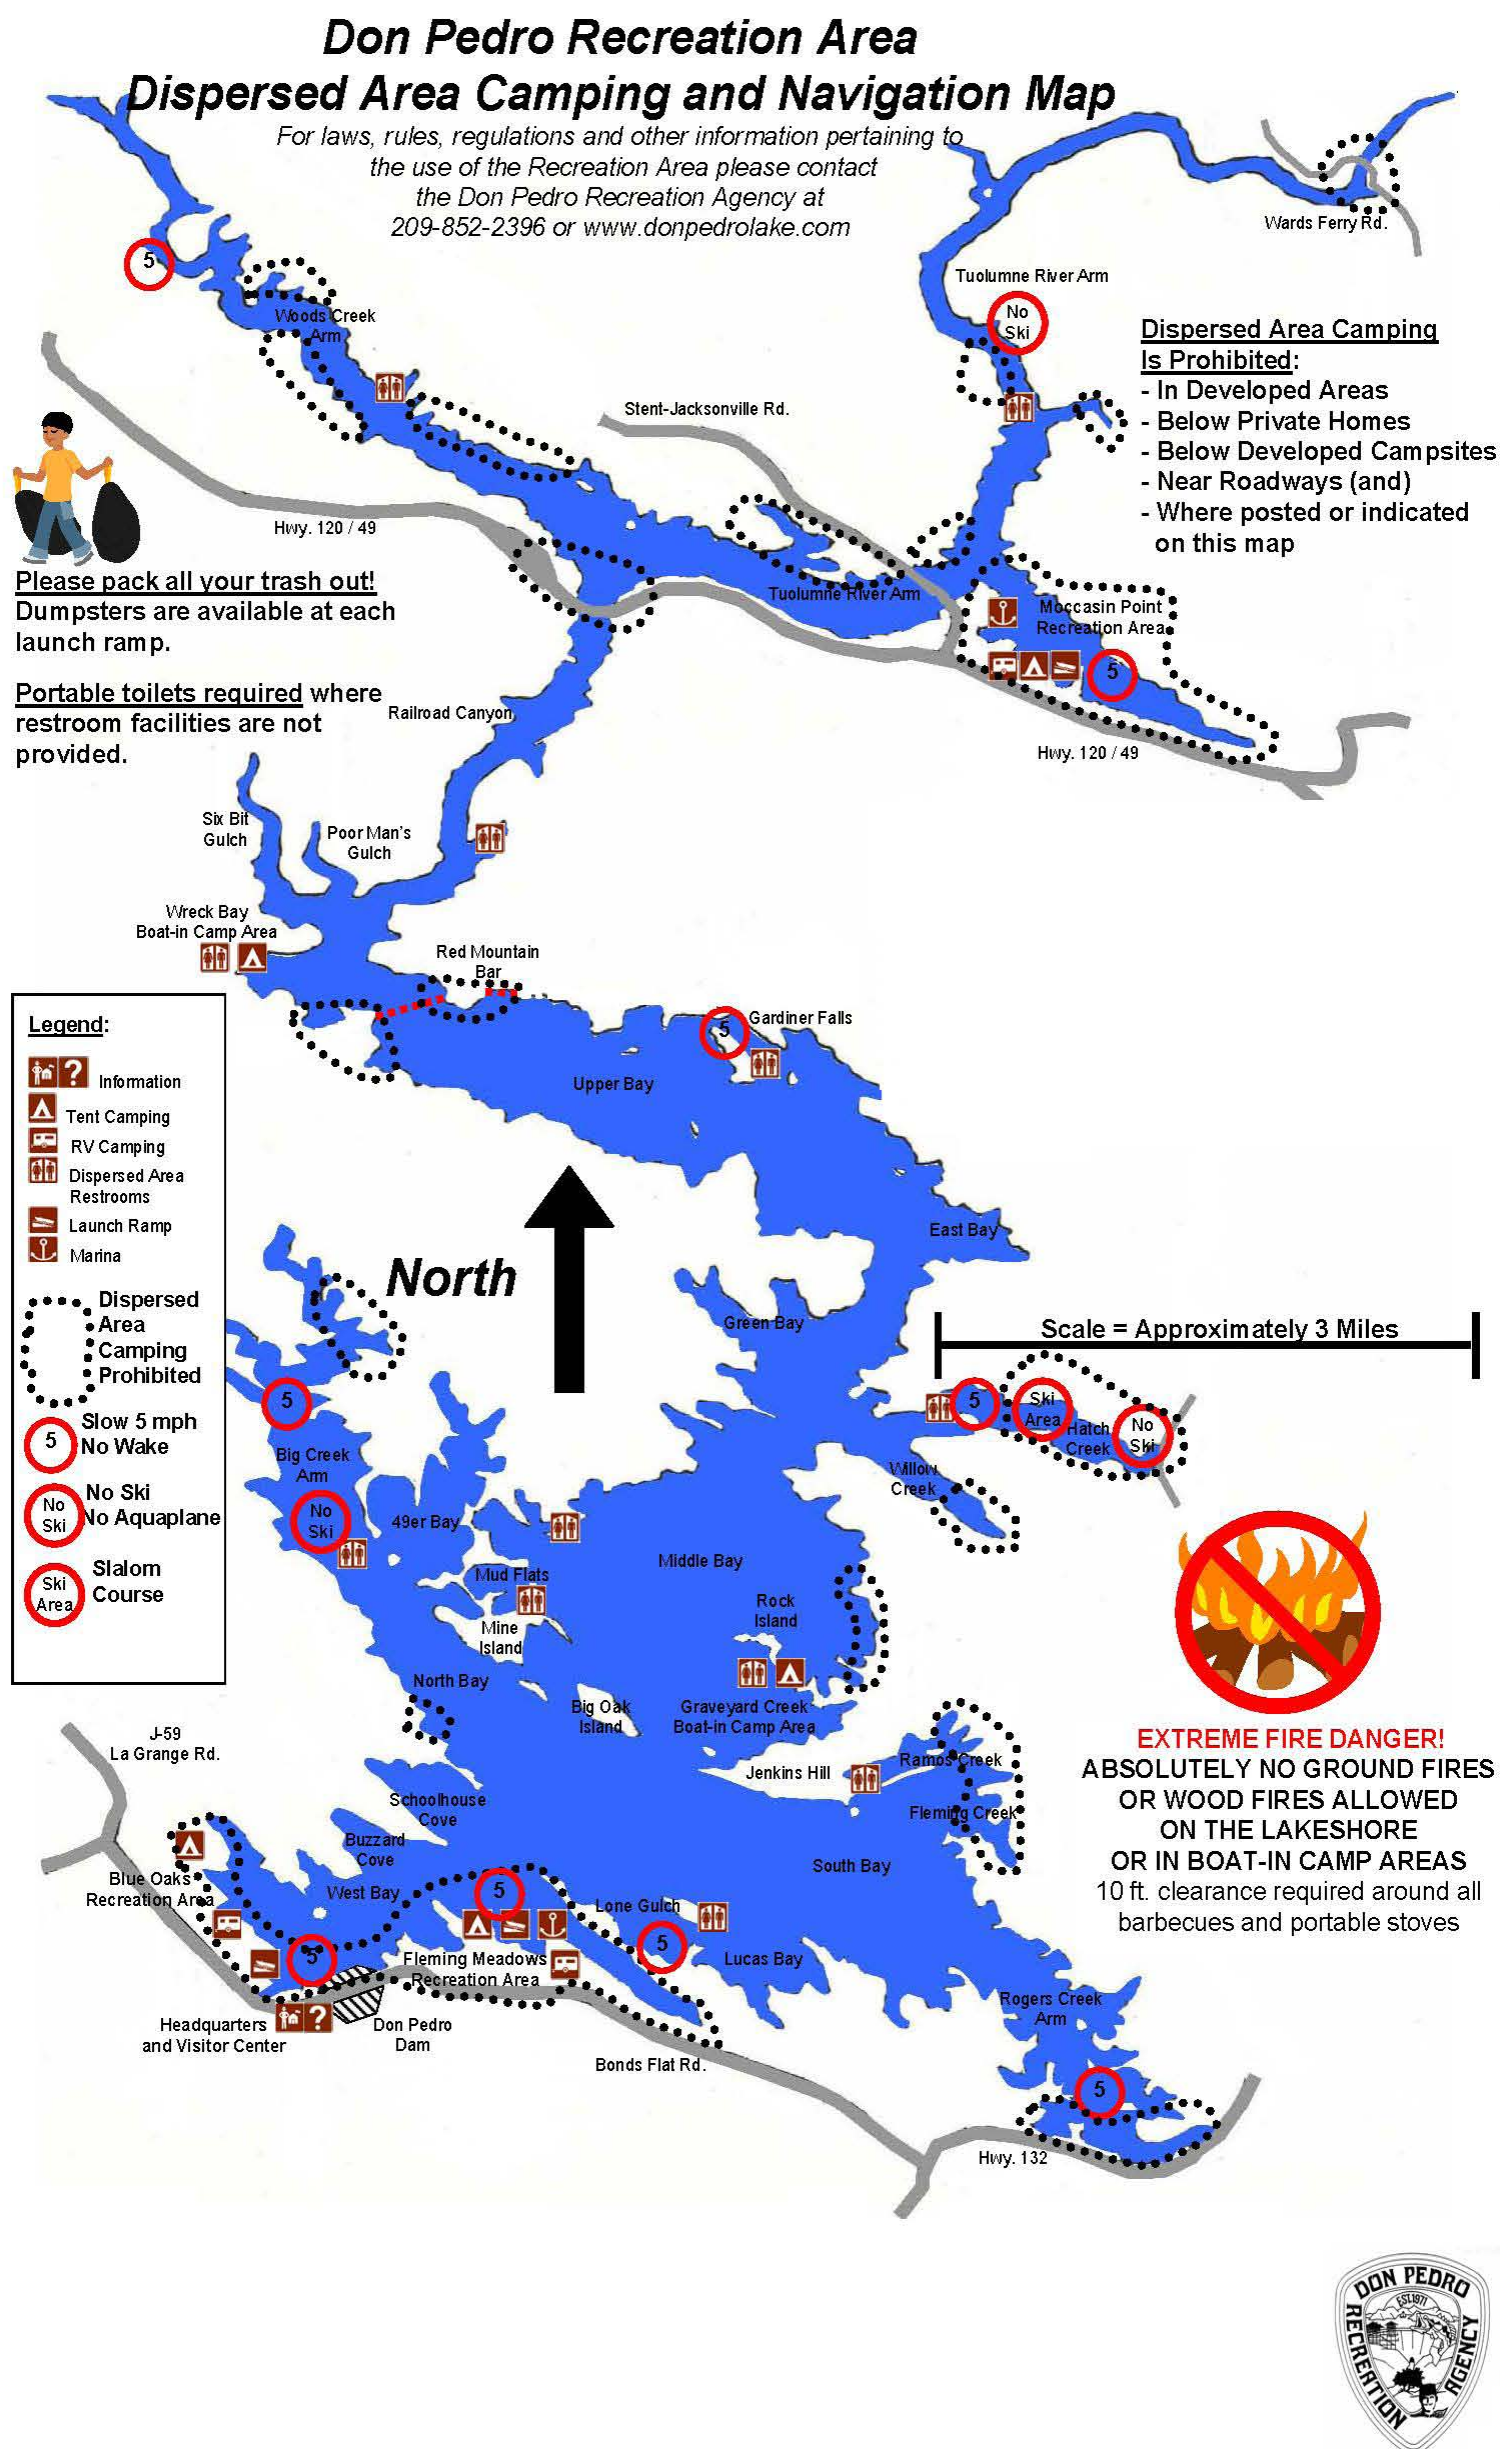 Don Pedro Recreation Area
Dispersed Area Camping and Navigation Map
For laws, rules, regulations and other information pertaining to
the use of the Recreation Area please contact
the Don Pedro Recreation Agency at
209-852-2396 or www.donpedrolake.com
Wards Ferry Rd.
5
Tuolumne River Arm
No
Ski
Woods Creek
Arm
Dispersed Area Camping
Is Prohibited:
- In Developed Areas
- Below Private Homes
- Below Developed Campsites
- Near Roadways (and)
- Where posted or indicated
on this map
Stent-Jacksonville Rd.
Hwy. 120 / 49
Please pack all your trash out!
Dumpsters are available at each
launch ramp.
Tuolumne River Arm
Moccasin Point
Recreation Area
5
Portable toilets required where
restroom facilities are not
provided.
Railroad Canyon
Hwy. 120 / 49
Six Bit
Gulch
Poor Man's
Gulch
Wreck Bay
Boat-in Camp Area
Red Mountain
Bar
5
Gardiner Falls
Upper Bay
Legend:
?
Information
Tent Camping
RV Camping
Dispersed Area
Restrooms
Launch Ramp
Marina
Dispersed
Area
Camping
Prohibited
5
Slow 5 mph
No Wake
No
Ski
No Ski
No Aquaplane
Ski
Area
Slalom
Course
East Bay
North
Green Bay
Scale = Approximately 3 Miles
5
5
Ski
Area
Hatch
Creek
No
Ski
Big Creek
Arm
Willow
Creek
No
Ski
49er Bay
Middle Bay
Mud Flats
Rock
Island
Mine
Island
North Bay
Big Oak
Island
Graveyard Creek
Boat-in Camp Area
J-59
La Grange Rd.
Jenkins Hill
Ramos Creek
EXTREME FIRE DANGER!
ABSOLUTELY NO GROUND FIRES
OR WOOD FIRES ALLOWED
ON THE LAKESHORE
OR IN BOAT-IN CAMP AREAS
10 ft. clearance required around all
barbecues and portable stoves
Schoolhouse
Cove
Fleming Creek
Buzzard
Cove
South Bay
Blue Oaks
Recreation Area
West Bay
5
Lone Gulch
5
5
Fleming Meadows
Recreation Area
Lucas Bay
Rogers Creek
Arm
Headquarters
and Visitor Center
?
Don Pedro
Dam
Bonds Flat Rd.
5
Hwy. 132
DON PEDRO
EST.1971
RECREATION
AGENCY